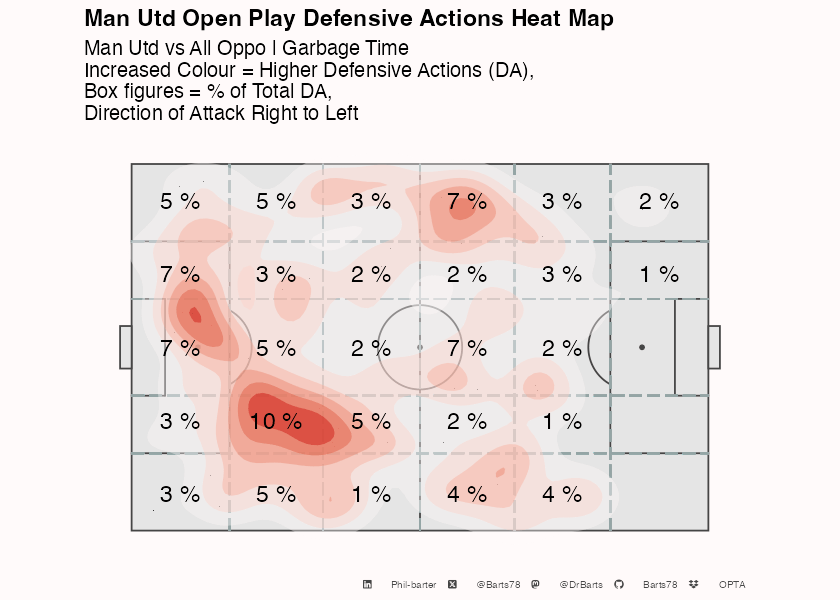 Man Utd Open Play Defensive Actions Heat Map
Man Utd vs All Oppo | Garbage Time
Increased Colour = Higher Defensive Actions (DA),
Box figures = % of Total DA,
Direction of Attack Right to Left
5 % 5 % 3 % 7 % 3 % 2 %
7 % 3 % 2 % 2 % 3 % 1 %
7 % 5 % 2 % 7 % 2 %
3 % 10 % 5 % 2 % 1 %
3 % 5 % 1 % 4 % 4 %
Phil-barter @Barts78 @DrBarts Barts78 OPTA